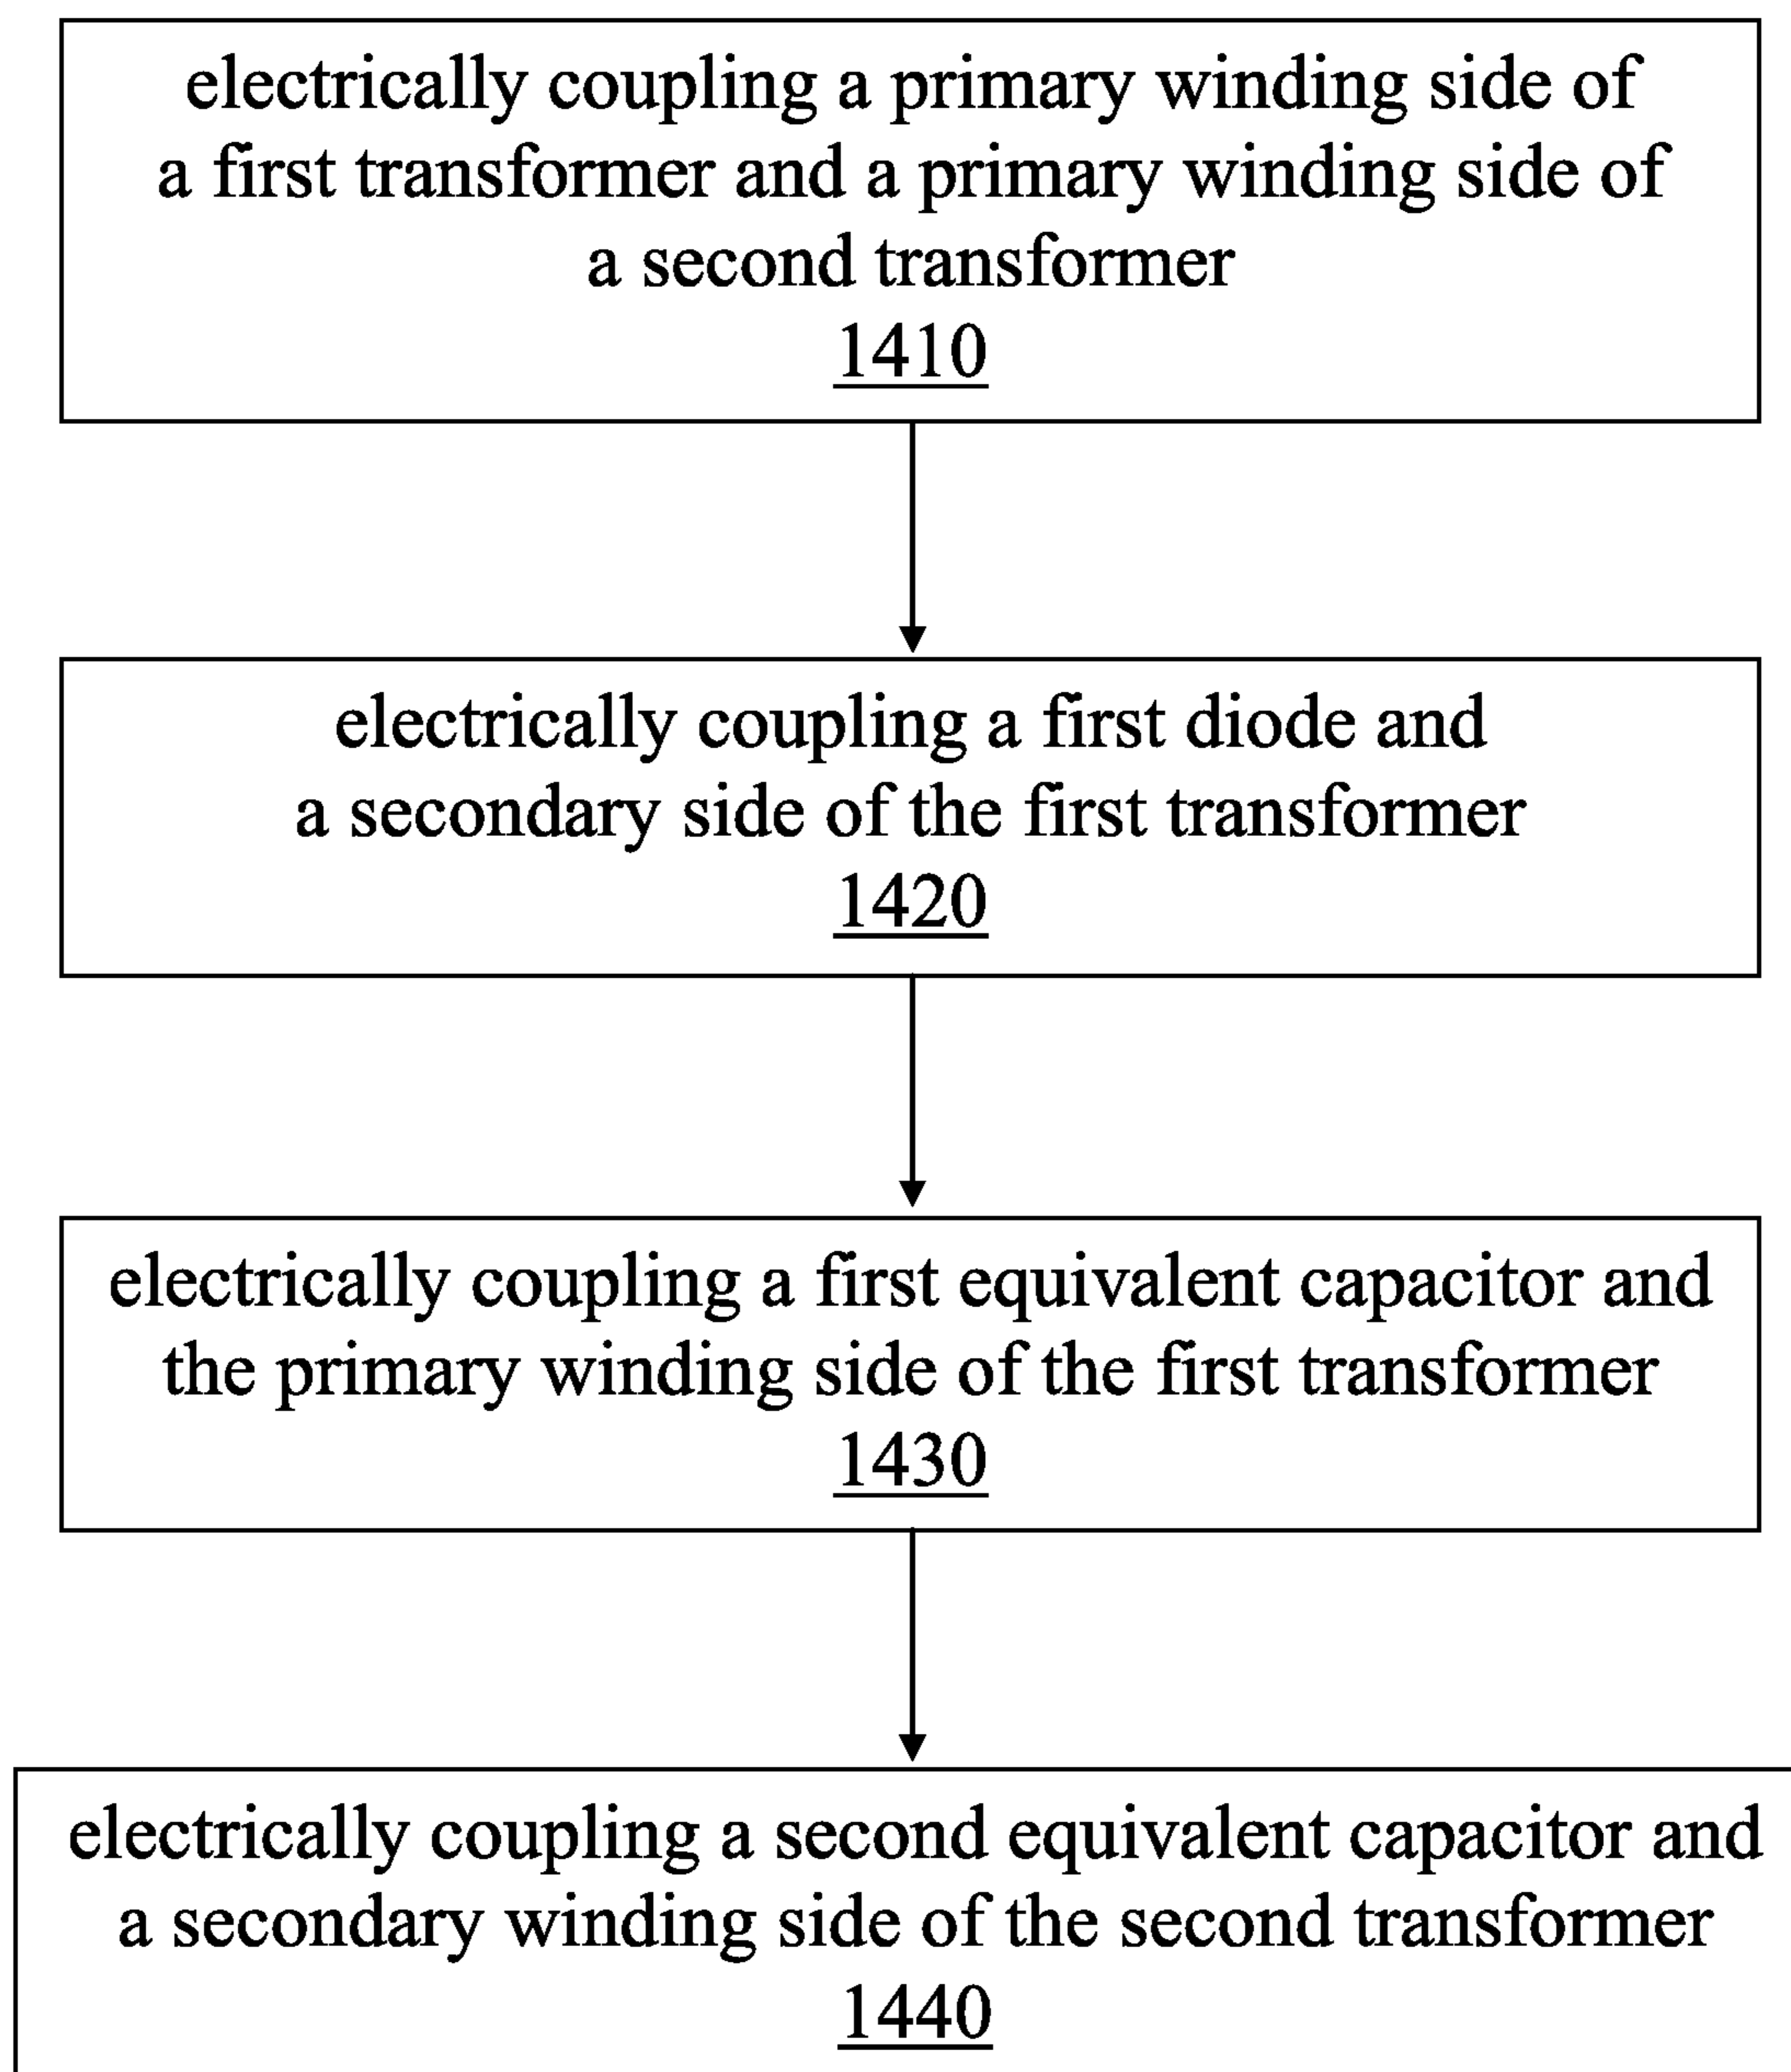 electrically coupling a primary winding side of
a first transformer and a primary winding side of
a second transformer
1410
electrically coupling a first diode and
a secondary side of the first transformer
1420
electrically coupling a first equivalent capacitor and
the primary winding side of the first transformer
1430
electrically coupling a second equivalent capacitor and
a secondary winding side of the second transformer
1440